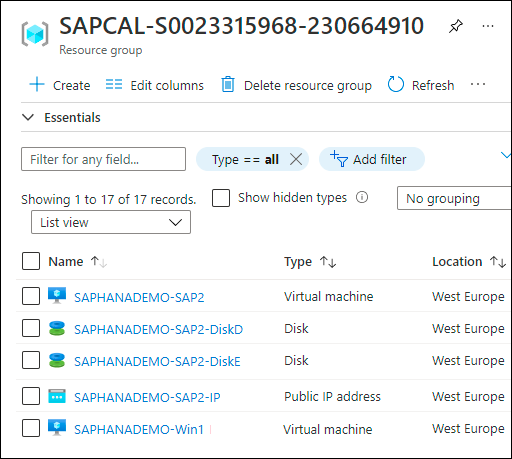 SAPCAL-S0023315968-230664910
Resource group
Create Edit columns Delete resource group Refresh
Essentials
Filter for any field... Type == all Add filter
Showing 1 to 17 of 17 records. Show hidden types No grouping
List view
Name Type Location
SAPHANADEMO-SAP2 Virtual machine West Europe
SAPHANADEMO-SAP2-DiskD Disk West Europe
SAPHANADEMO-SAP2-DiskE Disk West Europe
SAPHANADEMO-SAP2-IP Public IP address West Europe
SAPHANADEMO-Win1 Virtual machine West Europe